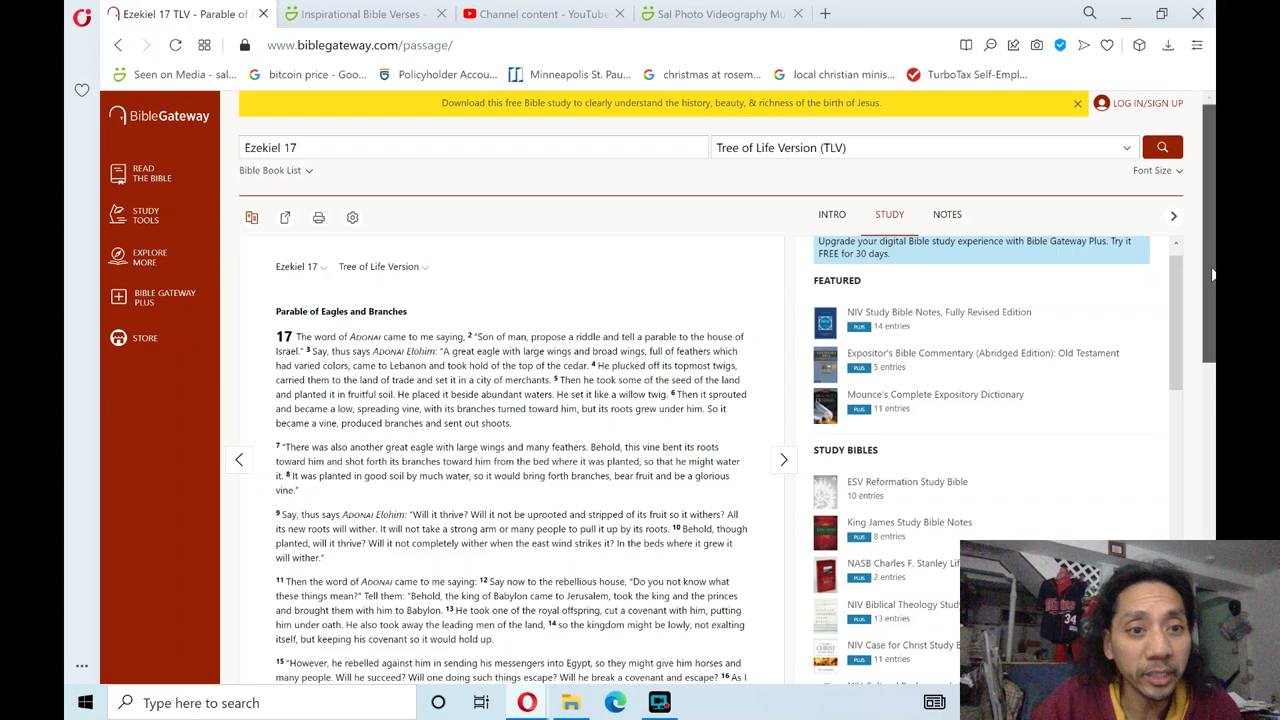 Ezekiel 17 TLV - Parable of
Inspirational Bible Verses -
Channel content - YouTube
Sal Photo Videography Mu
www.biblegateway.com/passage/
Seen on Media - sal...
bitcoin price - Goo...
Policyholder Accou...
Minneapolis St. Pau...
christmas at rosem...
local christian minis...
TurboTax Self-Empl...
BibleGateway
Download this free Bible study to clearly understand the history, beauty, & richness of the birth of Jesus.
LOG IN/SIGN UP
READ
THE BIBLE
STUDY
TOOLS
EXPLORE
MORE
BIBLE GATEWAY
PLUS
STORE
Ezekiel 17
Tree of Life Version (TLV)
Bible Book List
Font Size
INTRO
STUDY
NOTES
Ezekiel 17
Tree of Life Version
Parable of Eagles and Branches
17 The word of ADONAI came to me saying, 2 “Son of man, propose a riddle and tell a parable to the house of
Israel.” 3 Say, thus says ADONAI Elohim: “A great eagle with large wings and broad wings, full of feathers which
had varied colors, came to Lebanon and took hold of the top of the cedar. 4 He plucked off its topmost twigs,
carried them to the land of trade and set it in a city of merchants. 5 Then he took some of the seed of the land
and planted it in fruitful soil. He placed it beside abundant waters. He set it like a willow twig. 6 Then it sprouted
and became a low, spreading vine, with its branches turned toward him, but its roots grew under him. So it
became a vine, produced branches and sent out shoots.
7 “There was also another great eagle with large wings and many feathers. Behold, this vine bent its roots
toward him and shot forth its branches toward him from the bed where it was planted, so that he might water
it. 8 It was planted in good soil by much water, so it would bring forth branches, bear fruit and be a glorious
vine.”
9 Say, thus says ADONAI Elohim: “Will it thrive? Will it not be uprooted and stripped of its fruit so it withers? All
its new roots will wither. It will not take a strong arm or many people to pull it up by its roots. 10 Behold, though
planted, will it thrive? Will it not completely wither when the east wind strikes it? In the beds where it grew it
will wither.”
11 Then the word of ADONAI came to me saying: 12 Say now to the rebellious house, “Do you not know what
these things mean?” Tell them: “Behold, the king of Babylon came to Jerusalem, took the king and the princes
and brought them with him to Babylon. 13 He took one of the royal offspring, cut a covenant with him, putting
him under oath. He also took away the leading men of the land, 14 so the kingdom might be lowly, not exalting
itself, but keeping his covenant so it would hold up.
15 “However, he rebelled against him in sending his messengers into Egypt, so they might give him horses and
many people. Will he succeed? Will one doing such things escape? Will he break a covenant and escape? 16 As I
Upgrade your digital Bible study experience with Bible Gateway Plus. Try it
FREE for 30 days.
FEATURED
NIV Study Bible Notes, Fully Revised Edition
PLUS 14 entries
Expositor's Bible Commentary (Abridged Edition): Old Testament
PLUS 5 entries
Mounce's Complete Expository Dictionary
PLUS 11 entries
STUDY BIBLES
ESV Reformation Study Bible
10 entries
King James Study Bible Notes
PLUS 8 entries
NASB Charles F. Stanley Lif
PLUS 2 entries
NIV Biblical Theology Stud
PLUS 13 entries
NIV Case for Christ Study B
PLUS 11 entries
34
Type here to search